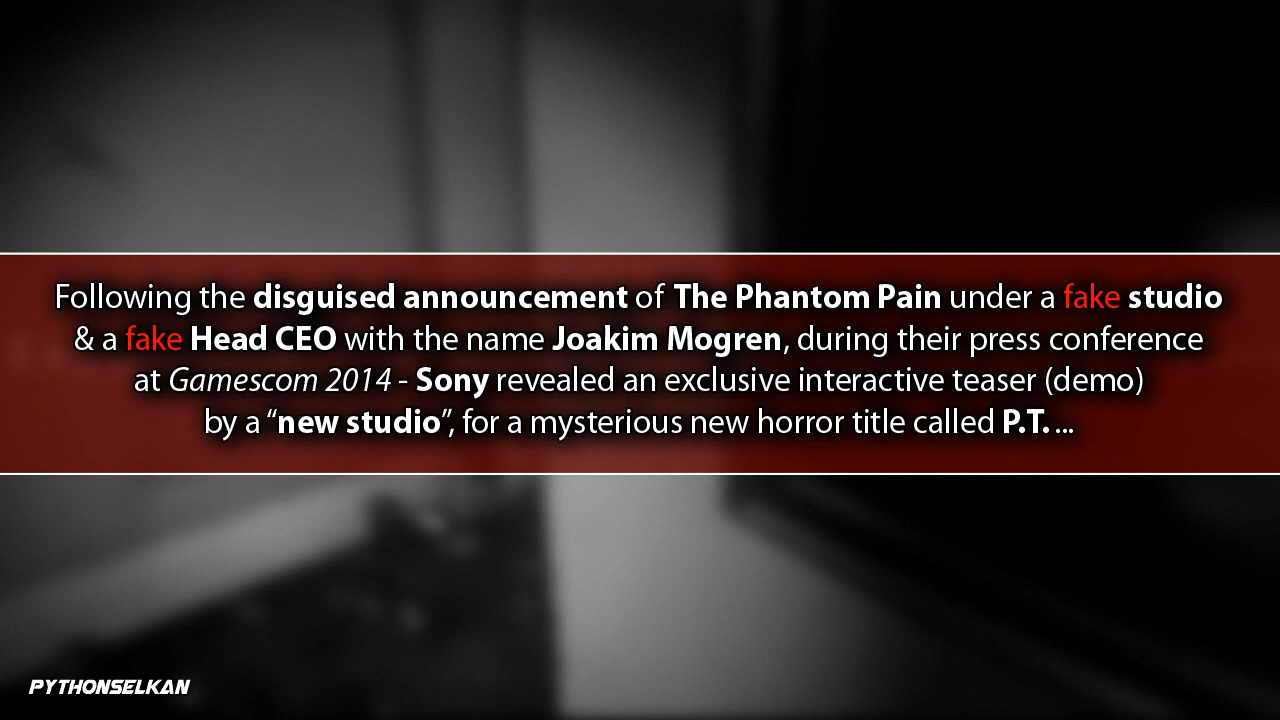 Following the disguised announcement of The Phantom Pain under a fake studio
& a fake Head CEO with the name Joakim Mogren, during their press conference
at Gamescom 2014 - Sony revealed an exclusive interactive teaser (demo)
by a “new studio”, for a mysterious new horror title called P.T. ...
PYTHONSELKAN